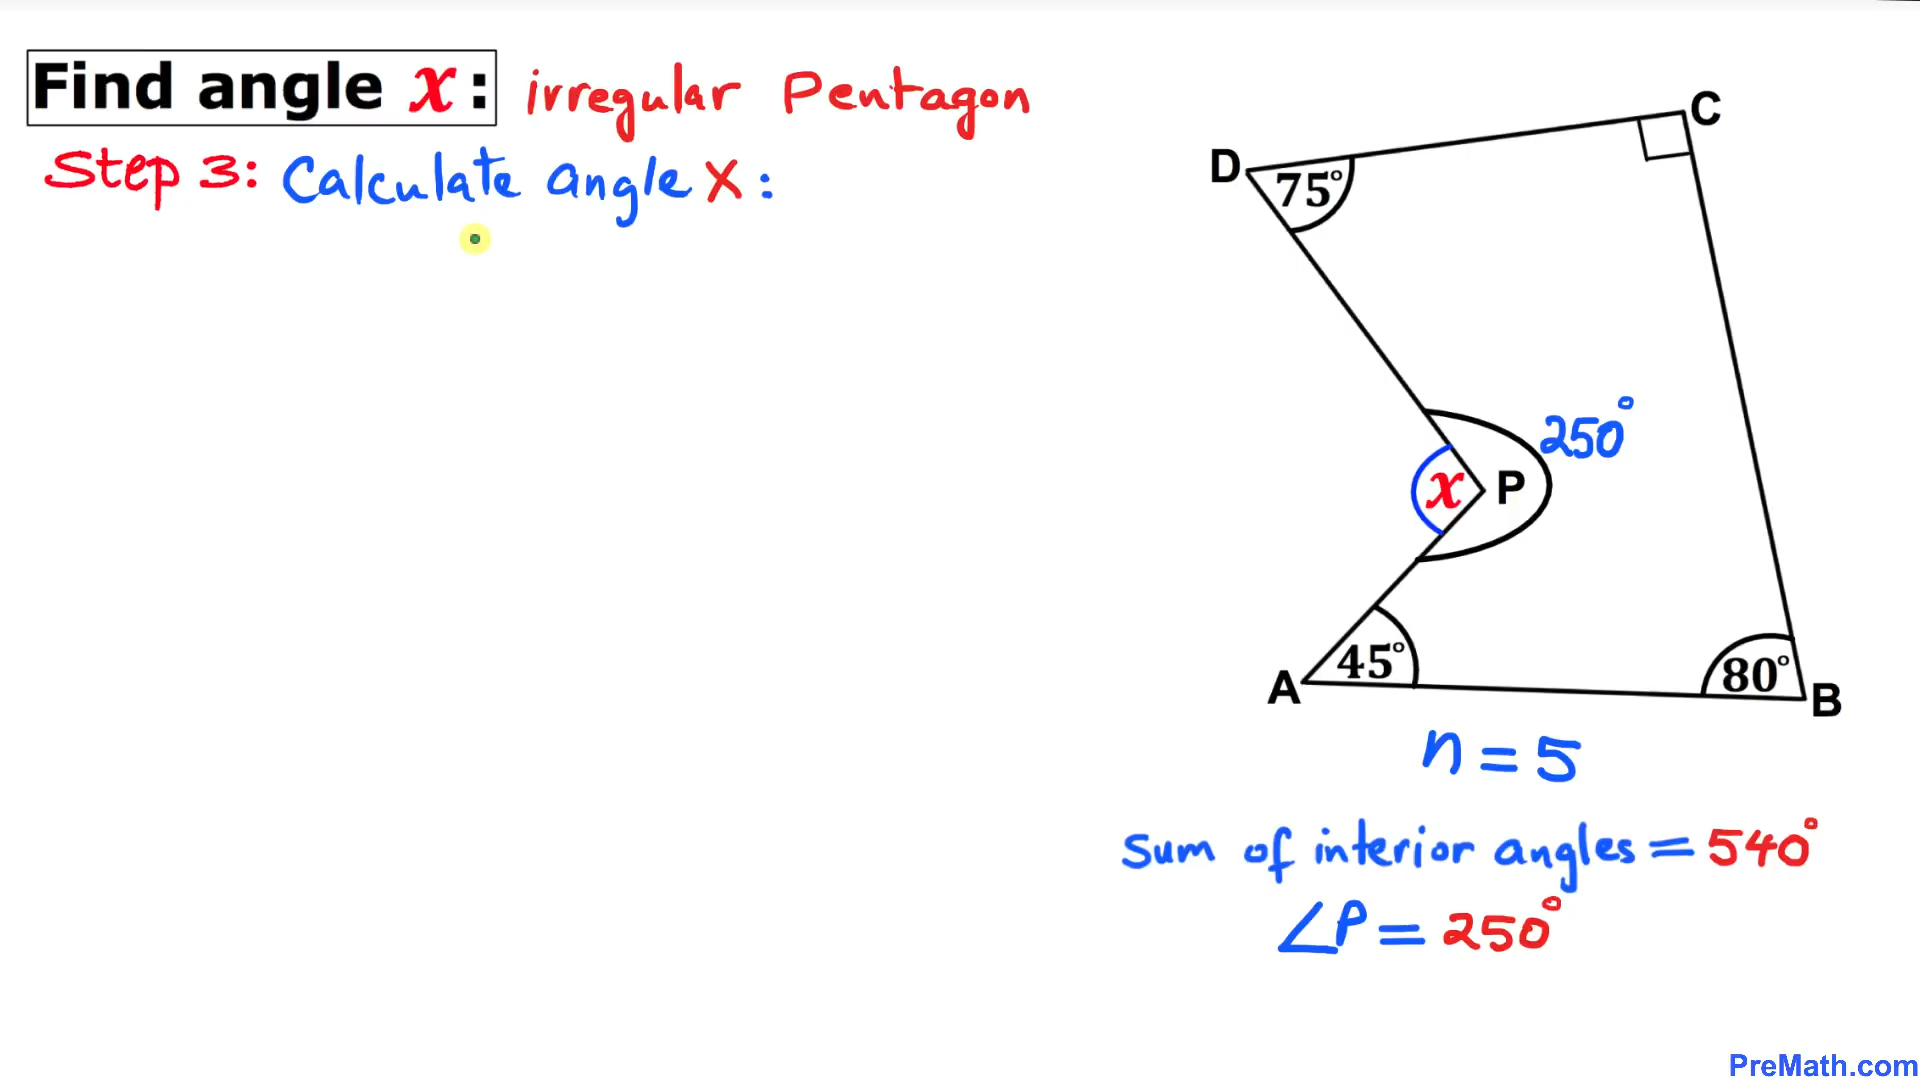 Find angle x: irregular Pentagon
Step 3: Calculate angle X:
C
D
75°
250°
x P
45°
80°
A
B
n = 5
Sum of interior angles = 540°
∠P = 250°
PreMath.com